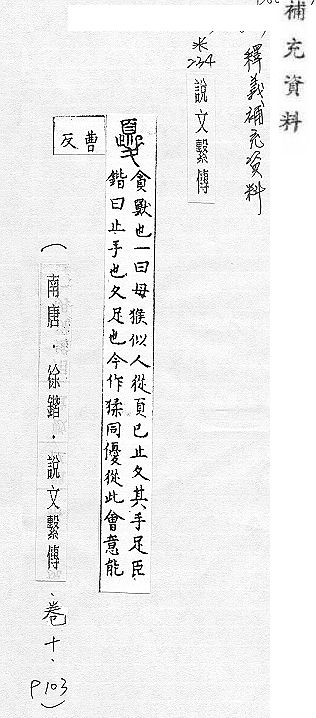 補充資料
釋義補充資料
234
說文繫傳
夒 貪獸也一曰母猴似人從頁巳止夂其手足臣
鍇曰止手也夂足也今作猱同優從此會意能
曹反
(南唐．徐鍇．說文繫傳．卷十．P103)